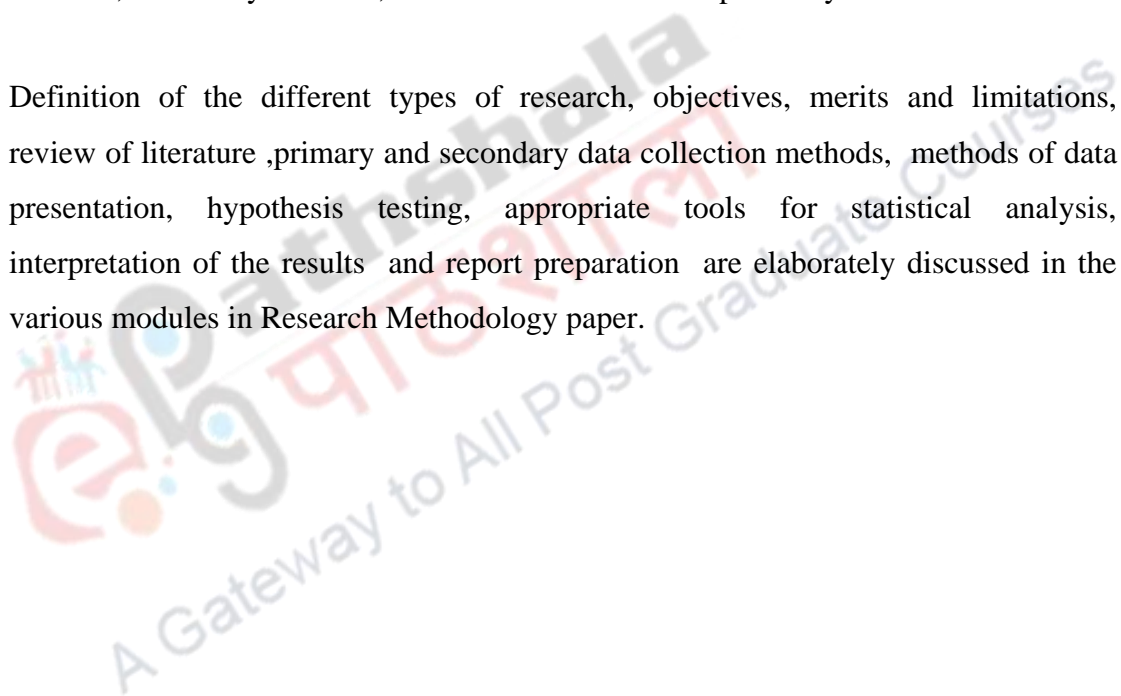 Definition of the different types of research, objectives, merits and limitations,
review of literature ,primary and secondary data collection methods, methods of data
presentation, hypothesis testing, appropriate tools for statistical analysis,
interpretation of the results and report preparation are elaborately discussed in the
various modules in Research Methodology paper.
athshala
पाठशाला
A Gateway to All Post Graduate Courses